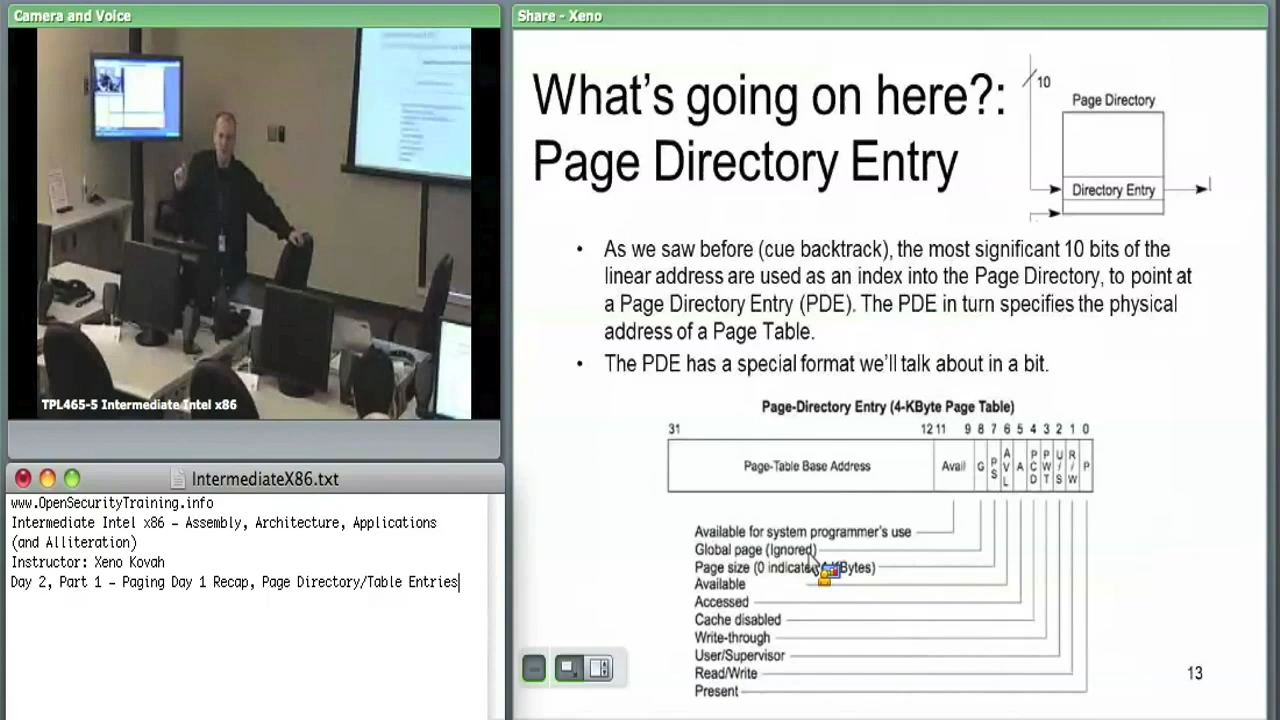 Camera and Voice
TPL465-5 Intermediate Intel x86
IntermediateX86.txt
www.OpenSecurityTraining.info
Intermediate Intel x86 – Assembly, Architecture, Applications
(and Alliteration)
Instructor: Xeno Kovah
Day 2, Part 1 – Paging Day 1 Recap, Page Directory/Table Entries
Share - Xeno
What's going on here?:
Page Directory Entry
10
Page Directory
Directory Entry
• As we saw before (cue backtrack), the most significant 10 bits of the
linear address are used as an index into the Page Directory, to point at
a Page Directory Entry (PDE). The PDE in turn specifies the physical
address of a Page Table.
• The PDE has a special format we'll talk about in a bit.
Page-Directory Entry (4-KByte Page Table)
31 12 11 9 8 7 6 5 4 3 2 1 0
Page-Table Base Address Avail G PS AVL A PCD PWT U/S R/W P
Available for system programmer's use
Global page (Ignored)
Page size (0 KBytes)
Available
Accessed
Cache disabled
Write-through
User/Supervisor
Read/Write
Present
13